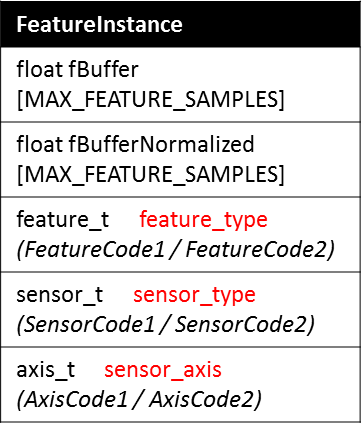 FeatureInstance
float fBuffer
[MAX_FEATURE_SAMPLES]
float fBufferNormalized
[MAX_FEATURE_SAMPLES]
feature_t feature_type
(FeatureCode1 / FeatureCode2)
sensor_t sensor_type
(SensorCode1 / SensorCode2)
axis_t sensor_axis
(AxisCode1 / AxisCode2)